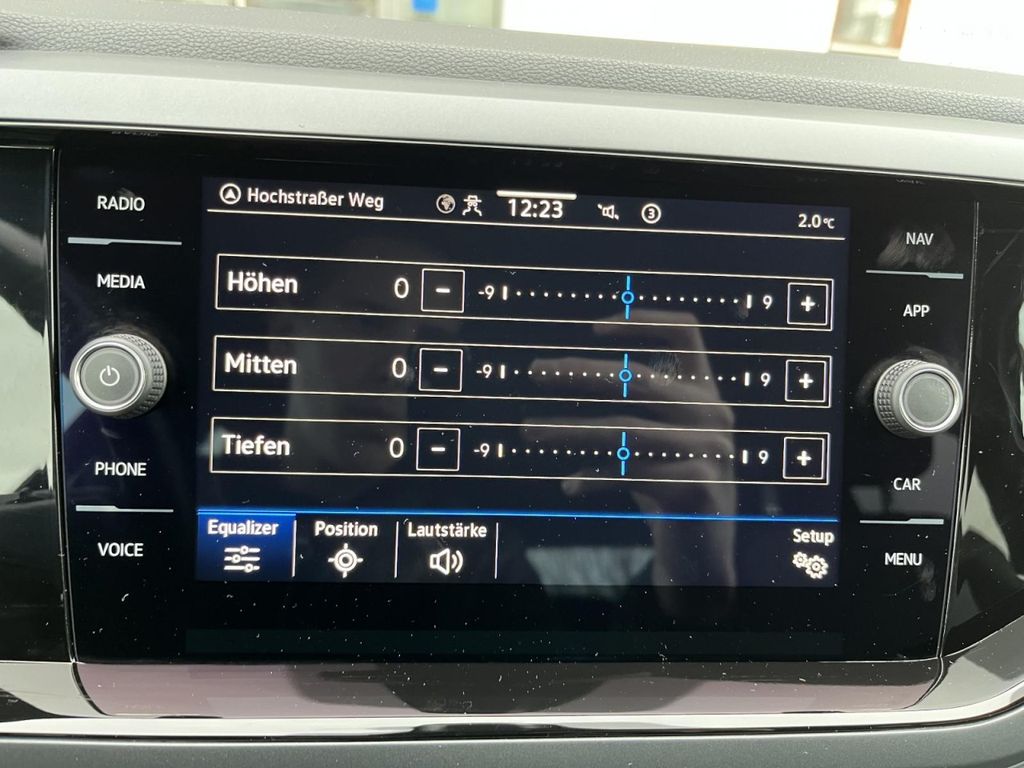 RADIO
MEDIA
PHONE
VOICE
Hochstraßer Weg 12:23 3 2.0°C
Höhen 0 - -9 9 +
Mitten 0 - -9 9 +
Tiefen 0 - -9 9 +
Equalizer Position Lautstärke Setup
NAV
APP
CAR
MENU